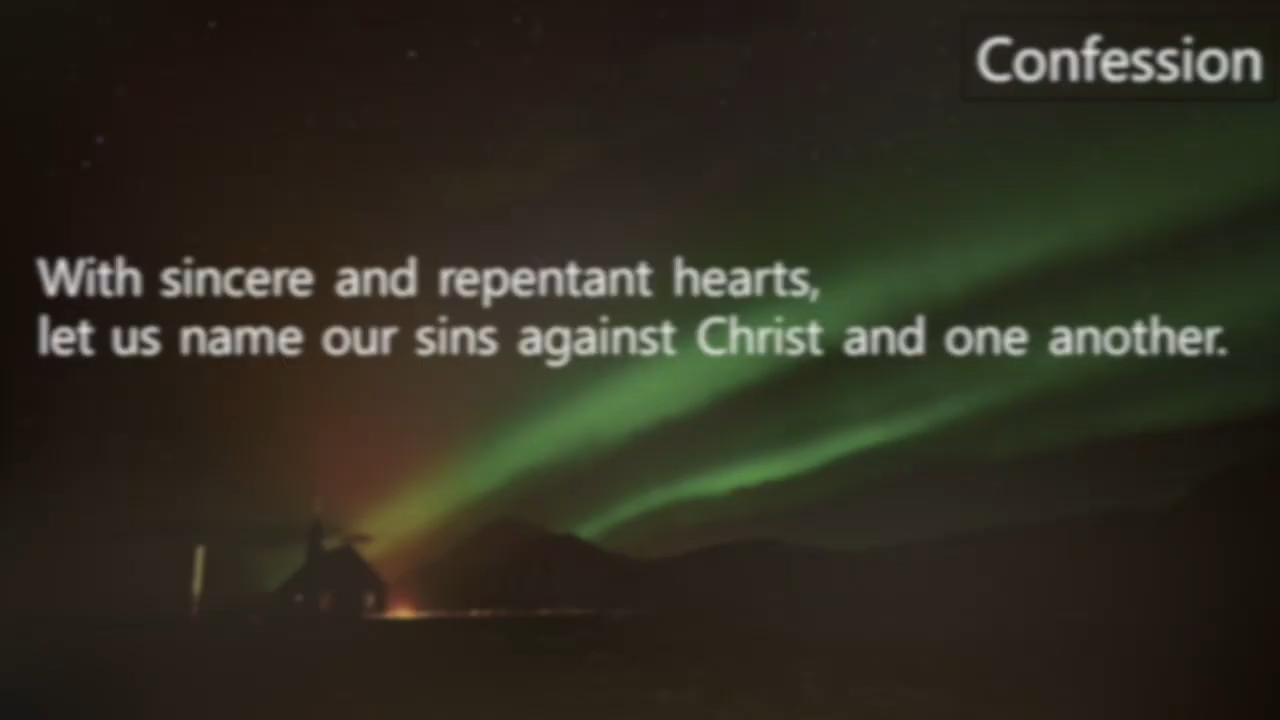 Confession
With sincere and repentant hearts,
let us name our sins against Christ and one another.